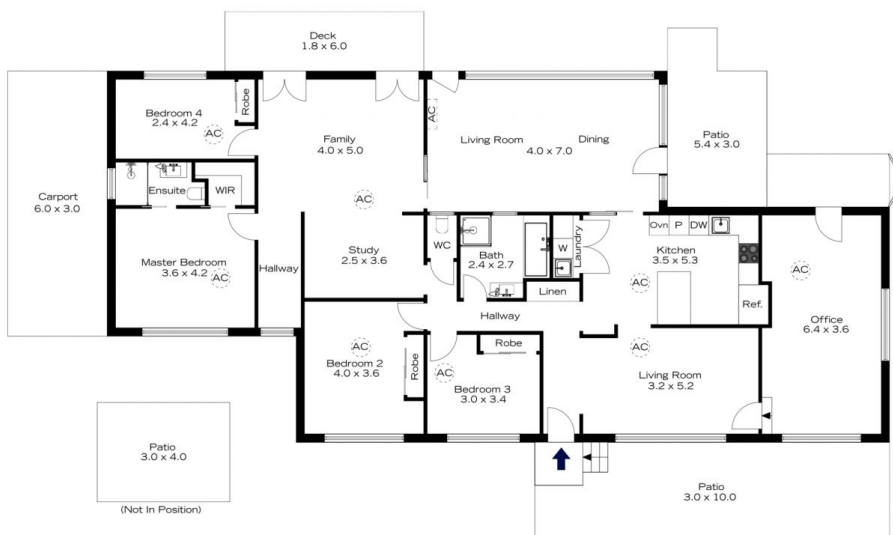 Deck
1.8 x 6.0
Bedroom 4
2.4 x 4.2
Robe
AC
Family
4.0 x 5.0
AC
AC
Living Room
Dining
4.0 x 7.0
Patio
5.4 x 3.0
Carport
6.0 x 3.0
Ensuite
WIR
Master Bedroom
3.6 x 4.2
AC
Hallway
Study
2.5 x 3.6
WC
Bath
2.4 x 2.7
W
Laundry
Ovn
P
DW
Kitchen
3.5 x 5.3
AC
Ref.
AC
Office
6.4 x 3.6
Linen
Hallway
AC
Bedroom 2
4.0 x 3.6
Robe
Robe
AC
Bedroom 3
3.0 x 3.4
AC
Living Room
3.2 x 5.2
Patio
3.0 x 4.0
(Not In Position)
Patio
3.0 x 10.0